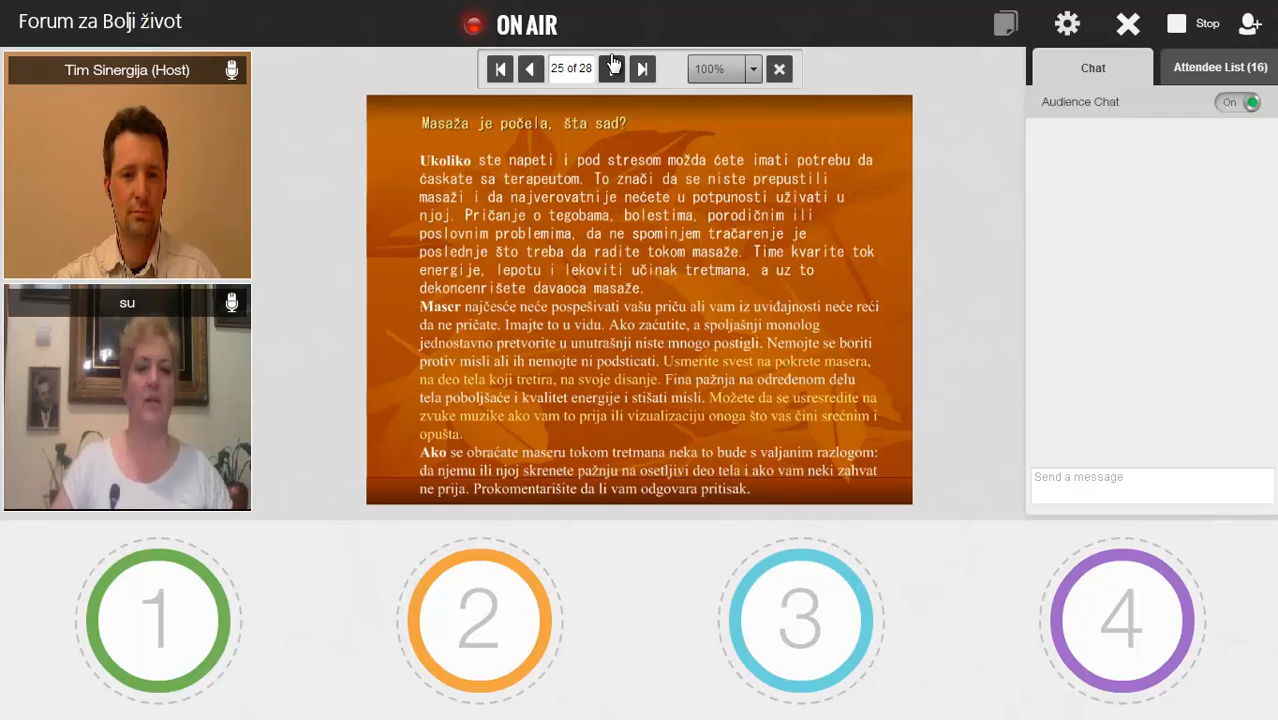 Forum za Bolji život
ON AIR
Stop
Tim Sinergija (Host)
su
25 of 28
100%
Chat
Attendee List (16)
Audience Chat
On
Send a message
Masaža je počela, šta sad?
Ukoliko ste napeti i pod stresom možda ćete imati potrebu da
ćaskate sa terapeutom. To znači da se niste prepustili
masaži i da najverovatnije nećete u potpunosti uživati u
njoj. Pričanje o tegobama, bolestima, porodičnim ili
poslovnim problemima, da ne spominjem tračarenje je
poslednje što treba da radite tokom masaže. Time kvarite tok
energije, lepotu i lekoviti učinak tretmana, a uz to
dekoncenrišete davaoca masaže.
Maser najčesće neće pospešivati vašu priču ali vam iz uviđajnosti neće reći
da ne pričate. Imajte to u vidu. Ako zaćutite, a spoljašnji monolog
jednostavno pretvorite u unutrašnji niste mnogo postigli. Nemojte se boriti
protiv misli ali ih nemojte ni podsticati. Usmerite svest na pokrete masera,
na deo tela koji tretira, na svoje disanje. Fina pažnja na određenom delu
tela poboljšaće i kvalitet energije i stišati misli. Možete da se usresredite na
zvuke muzike ako vam to prija ili vizualizaciju onoga što vas čini srećnim i
opušta.
Ako se obraćate maseru tokom tretmana neka to bude s valjanim razlogom:
da njemu ili njoj skrenete pažnju na osetljivi deo tela i ako vam neki zahvat
ne prija. Prokomentarišite da li vam odgovara pritisak.
1
2
3
4